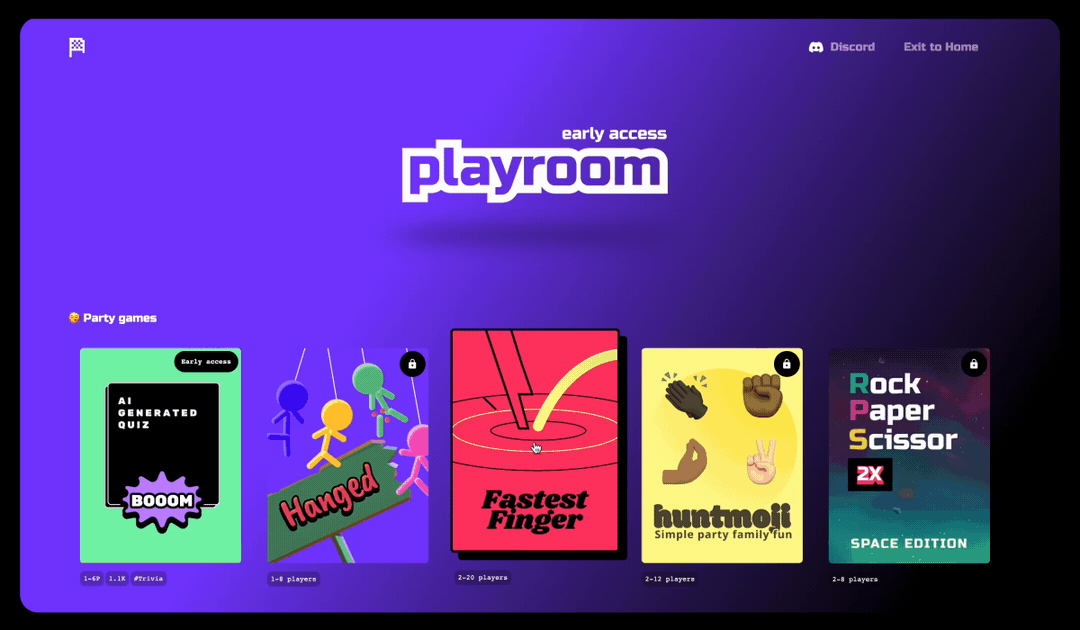 Discord
Exit to Home
early access
playroom
🥳 Party games
Early access
AI
GENERATED
QUIZ
BOOOM
Hanged
Fastest
Finger
huntmoji
Simple party family fun
Rock
Paper
Scissor
2X
SPACE EDITION
1-6P 1.1K #Trivia
1-8 players
2-20 players
2-12 players
2-8 players